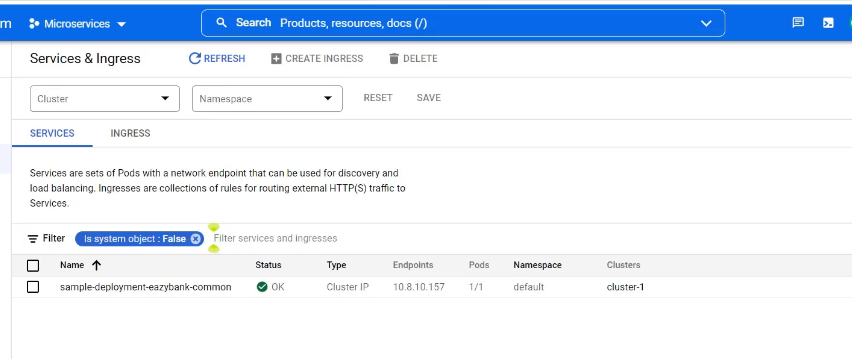 m Microservices Search Products, resources, docs (/)
Services & Ingress REFRESH CREATE INGRESS DELETE
Cluster Namespace RESET SAVE
SERVICES INGRESS
Services are sets of Pods with a network endpoint that can be used for discovery and
load balancing. Ingresses are collections of rules for routing external HTTP(S) traffic to
Services.
Filter Is system object : False Filter services and ingresses
Name Status Type Endpoints Pods Namespace Clusters
sample-deployment-eazybank-common OK Cluster IP 10.8.10.157 1/1 default cluster-1